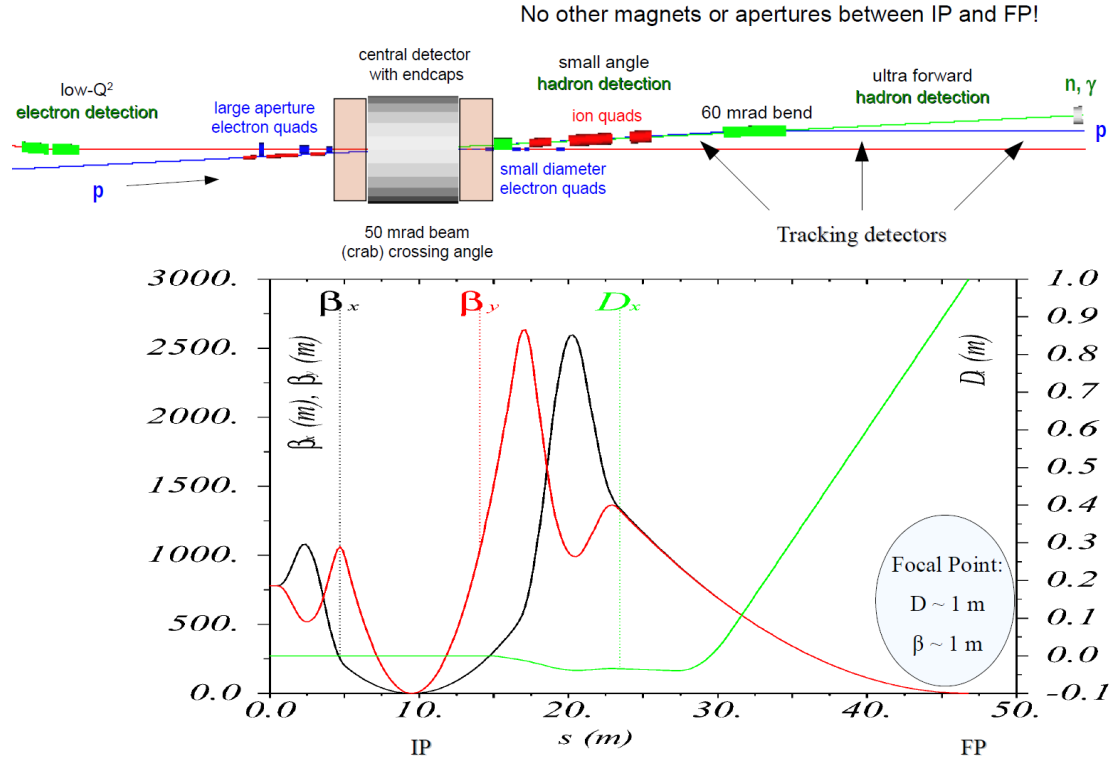 No other magnets or apertures between IP and FP!
central detector
with endcaps
small angle
hadron detection
ultra forward
hadron detection
n, γ
low-Q²
electron detection
large aperture
electron quads
ion quads
60 mrad bend
p
p
small diameter
electron quads
Tracking detectors
50 mrad beam
(crab) crossing angle
3000.
2500.
2000.
1500.
1000.
500.
0.0
βx (m), βy (m)
βx
βy
Dx
Dx (m)
1.0
0.9
0.8
0.7
0.6
0.5
0.4
0.3
0.2
0.1
0.0
-0.1
Focal Point:
D ~ 1 m
β ~ 1 m
0.0
10.
20.
30.
40.
50.
IP
s (m)
FP